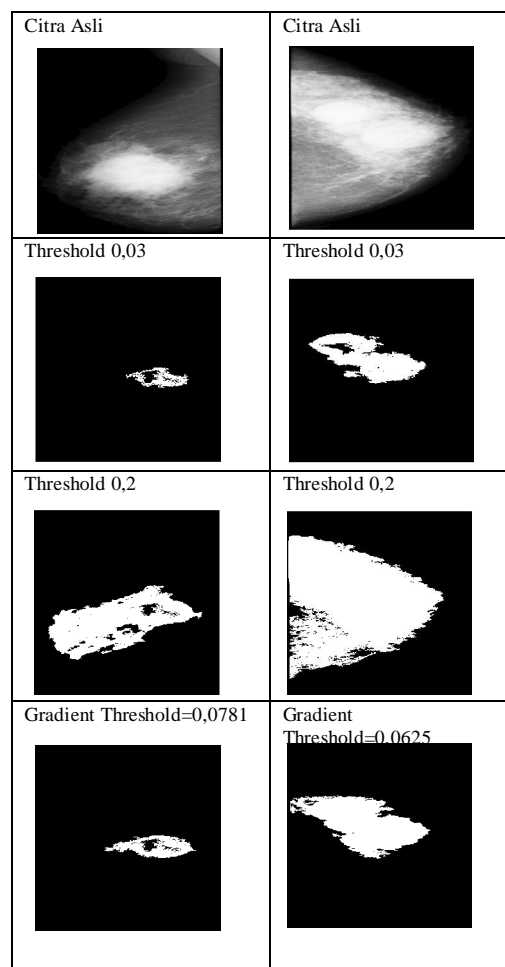 Citra Asli
Citra Asli
Threshold 0,03
Threshold 0,03
Threshold 0,2
Threshold 0,2
Gradient Threshold=0,0781
Gradient
Threshold=0,0625